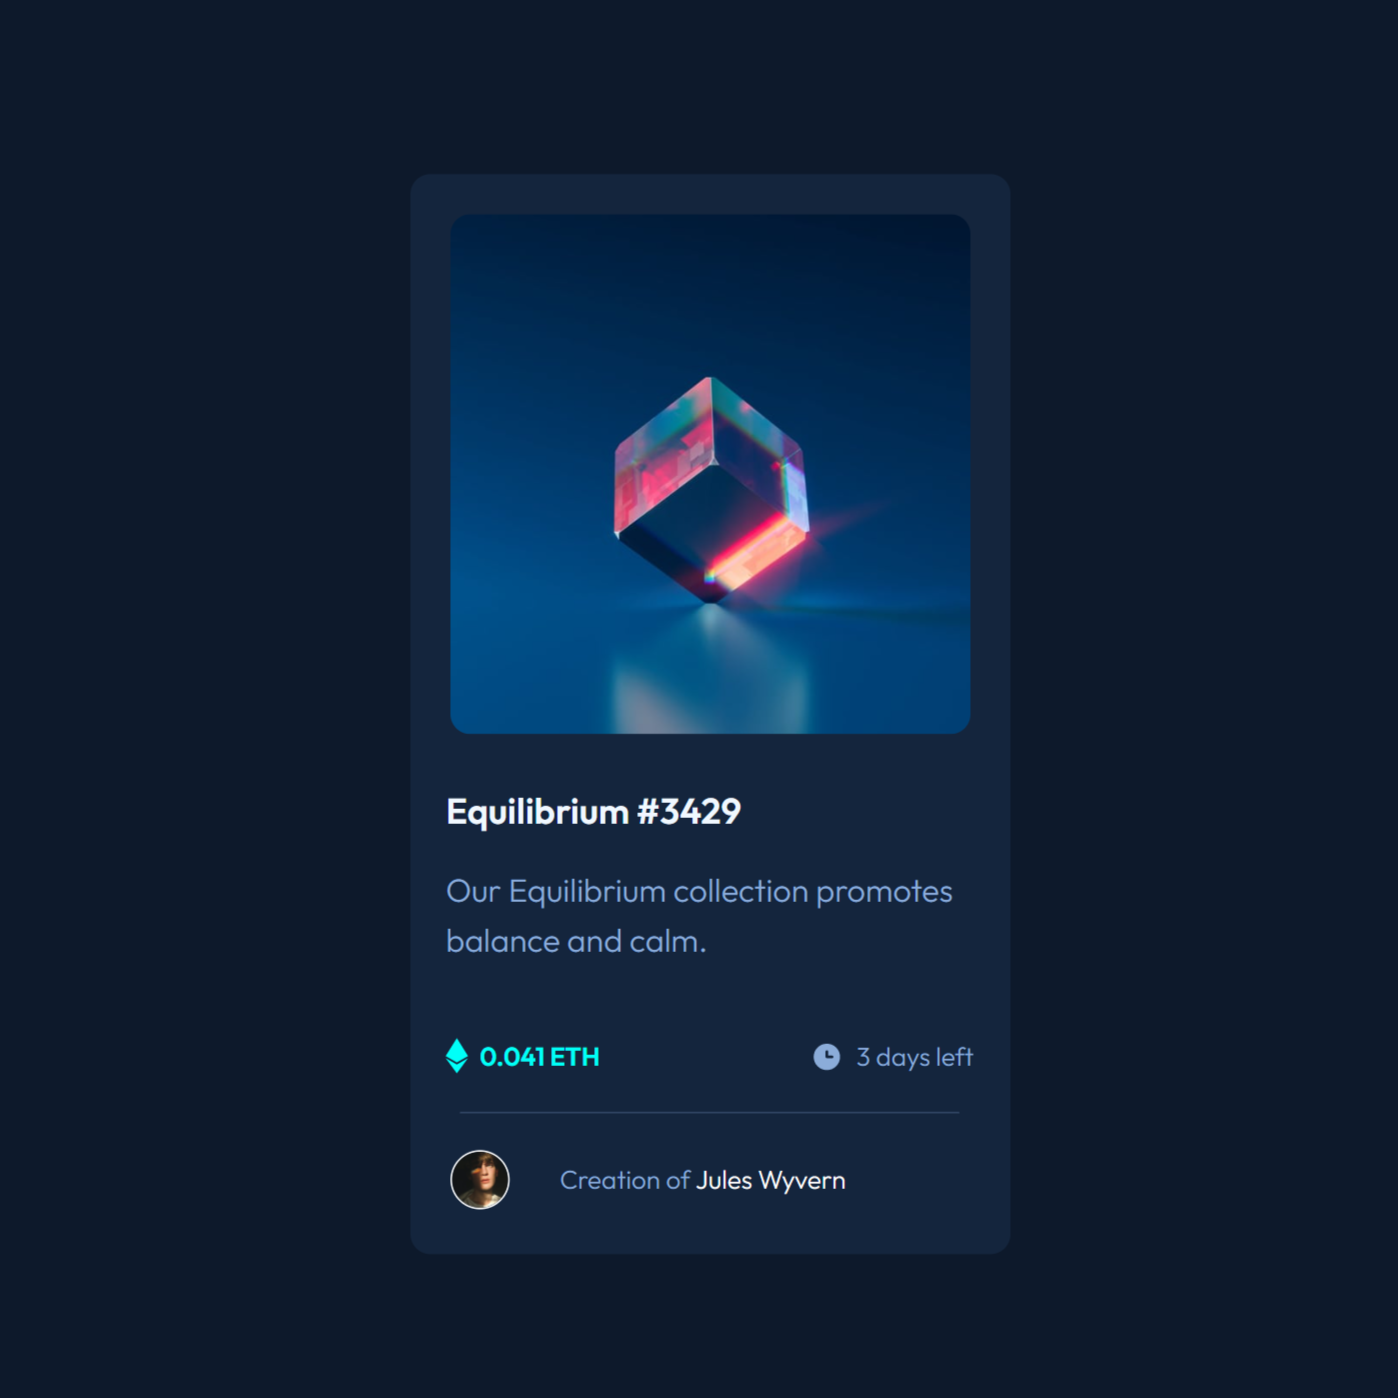 Equilibrium #3429
Our Equilibrium collection promotes
balance and calm.
0.041 ETH
3 days left
Creation of Jules Wyvern